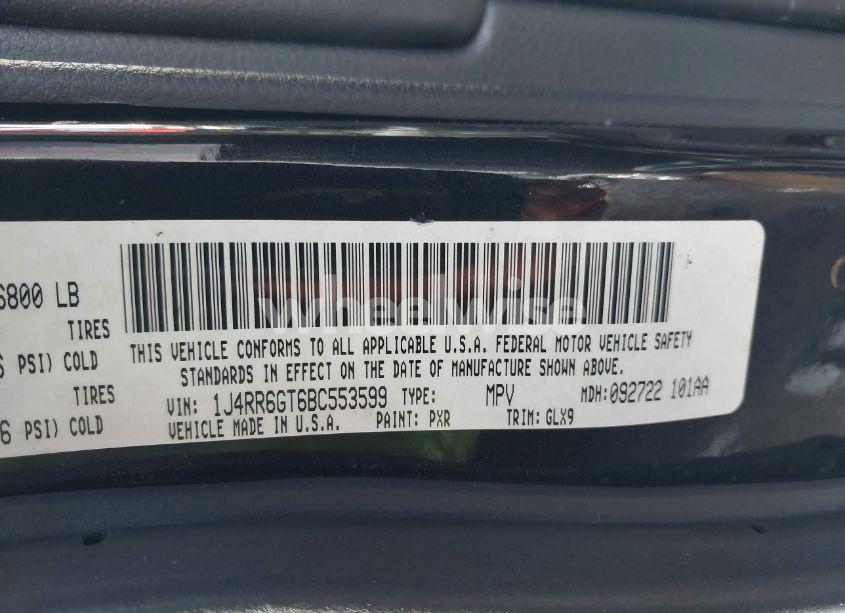 6800 LB
TIRES
PSI) COLD
TIRES
6 PSI) COLD
THIS VEHICLE CONFORMS TO ALL APPLICABLE U.S.A. FEDERAL MOTOR VEHICLE SAFETY
STANDARDS IN EFFECT ON THE DATE OF MANUFACTURE SHOWN ABOVE.
VIN: 1J4RR6GT6BC553599 TYPE: MPV MDH:092722 101AA
VEHICLE MADE IN U.S.A. PAINT: PXR TRIM: GLX9
wheelwise